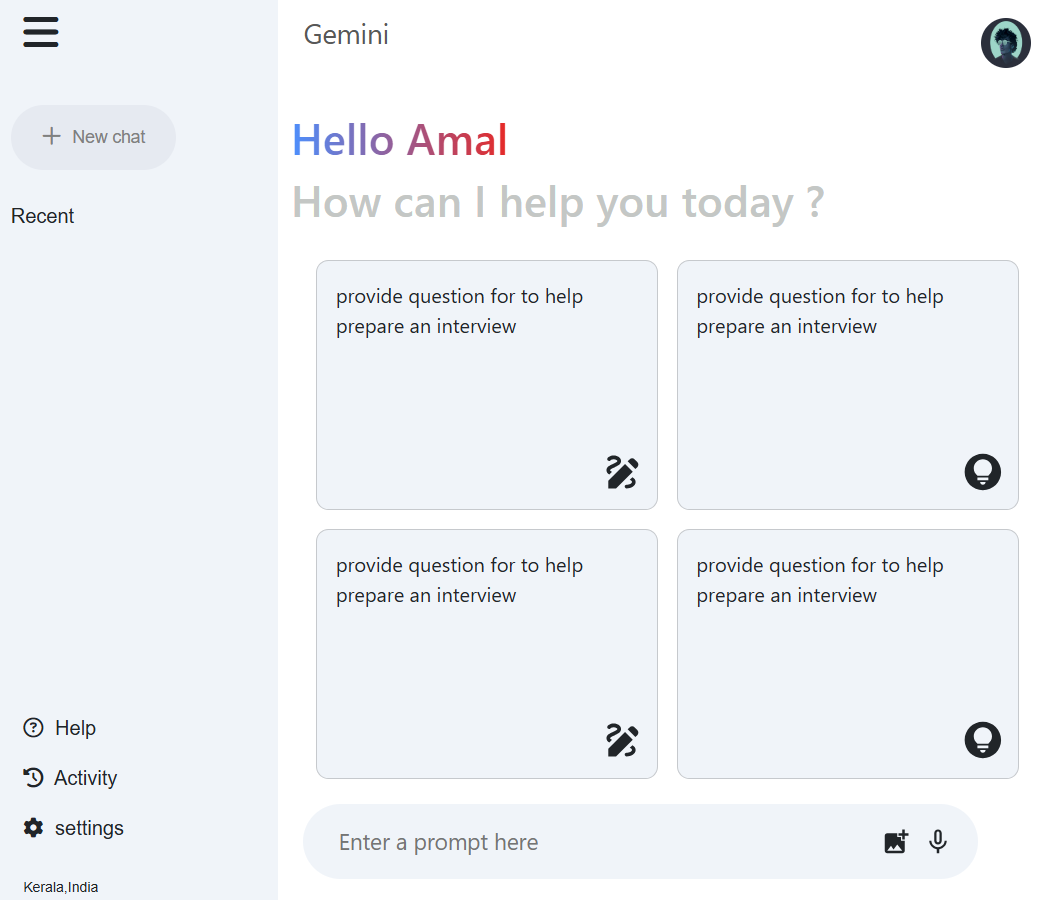 New chat
Recent
Help
Activity
settings
Kerala,India
Gemini
Hello Amal
How can I help you today ?
provide question for to help
prepare an interview
provide question for to help
prepare an interview
provide question for to help
prepare an interview
provide question for to help
prepare an interview
Enter a prompt here